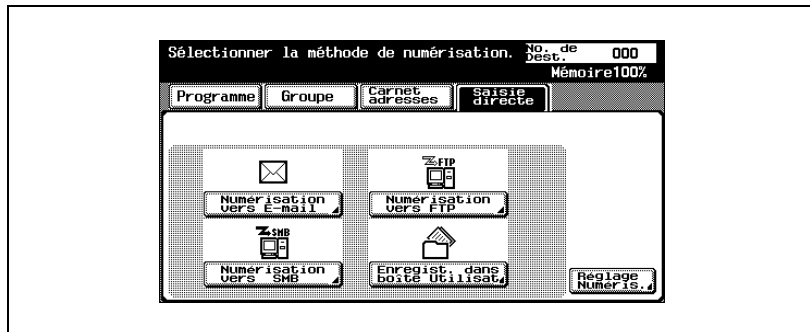 Sélectionner la méthode de numérisation.
No. de
Dest.
000
Mémoire100%
Programme
Groupe
Carnet
adresses
Saisie
directe
FTP
Numérisation
vers E-mail
Numérisation
vers FTP
SMB
Numérisation
vers SMB
Enregist. dans
boîte Utilisat.
Réglage
Numéris.